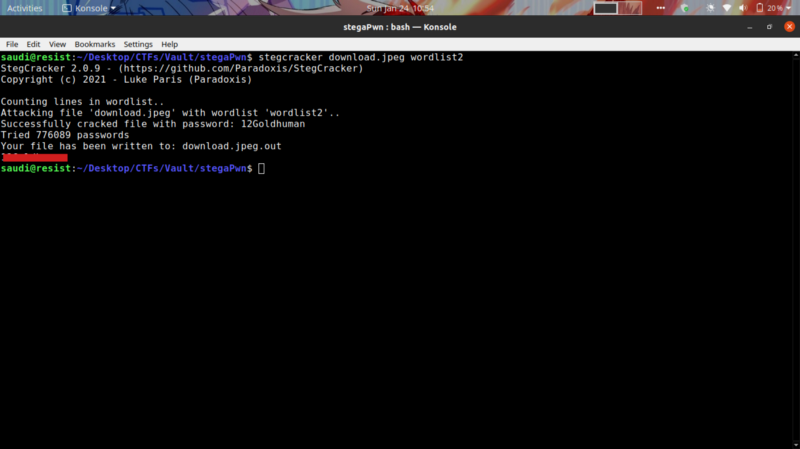 Activities Konsole Sun Jan 24 10:54 20%
stegaPwn : bash — Konsole
File Edit View Bookmarks Settings Help
saudi@resist:~/Desktop/CTFs/Vault/stegaPwn$ stegcracker download.jpeg wordlist2
StegCracker 2.0.9 - (https://github.com/Paradoxis/StegCracker)
Copyright (c) 2021 - Luke Paris (Paradoxis)
Counting lines in wordlist..
Attacking file 'download.jpeg' with wordlist 'wordlist2'..
Successfully cracked file with password: 12Goldhuman
Tried 776089 passwords
Your file has been written to: download.jpeg.out
saudi@resist:~/Desktop/CTFs/Vault/stegaPwn$